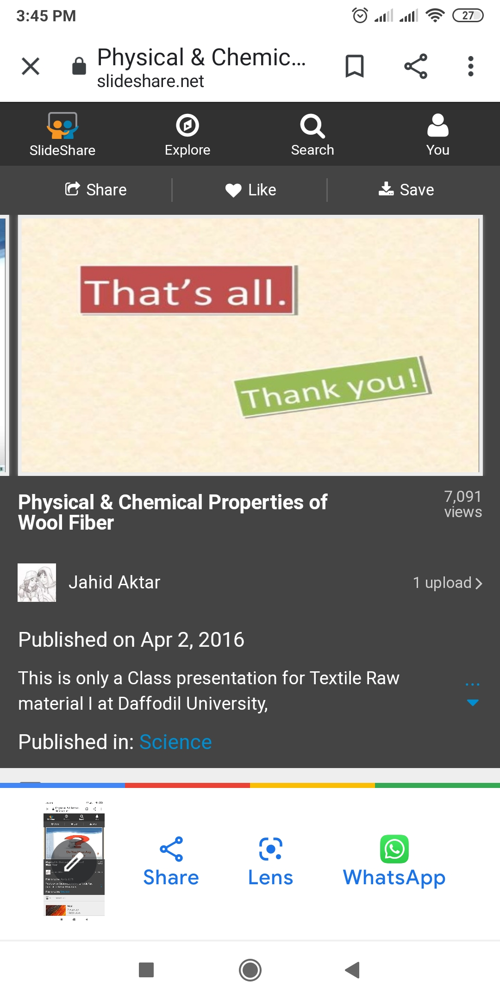 3:45 PM
27
Physical & Chemic...
slideshare.net
SlideShare
Explore
Search
You
Share
Like
Save
That's all.
Thank you!
Physical & Chemical Properties of
Wool Fiber
7,091
views
Jahid Aktar
1 upload
Published on Apr 2, 2016
This is only a Class presentation for Textile Raw
material I at Daffodil University,
...
Published in: Science
Share
Lens
WhatsApp